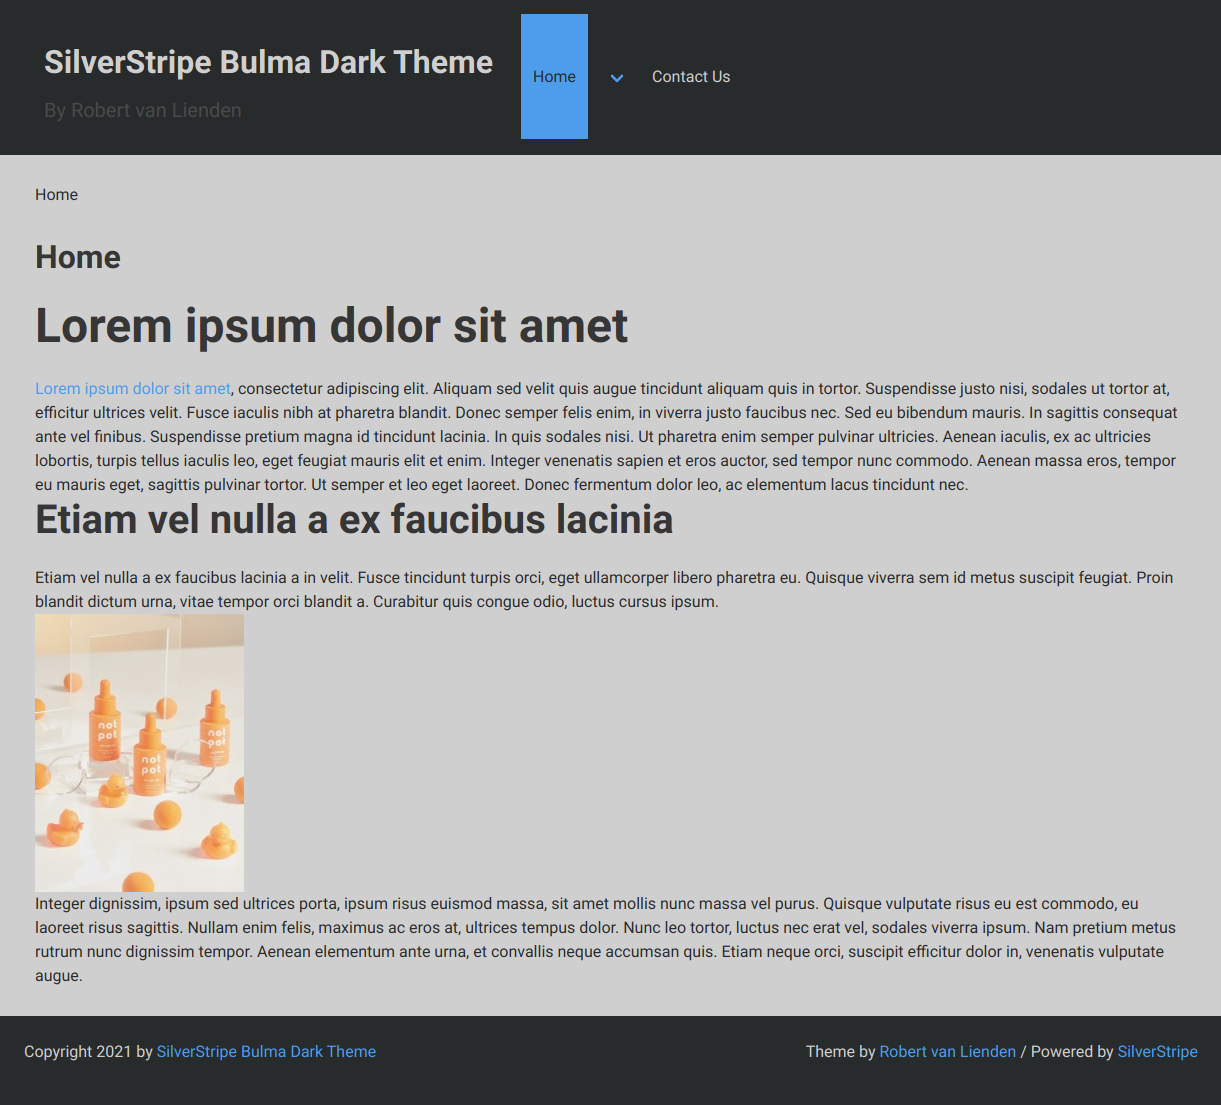 SilverStripe Bulma Dark Theme
By Robert van Lienden
Home
Contact Us
Home
Home
Lorem ipsum dolor sit amet
Lorem ipsum dolor sit amet, consectetur adipiscing elit. Aliquam sed velit quis augue tincidunt aliquam quis in tortor. Suspendisse justo nisi, sodales ut tortor at,
efficitur ultrices velit. Fusce iaculis nibh at pharetra blandit. Donec semper felis enim, in viverra justo faucibus nec. Sed eu bibendum mauris. In sagittis consequat
ante vel finibus. Suspendisse pretium magna id tincidunt lacinia. In quis sodales nisi. Ut pharetra enim semper pulvinar ultricies. Aenean iaculis, ex ac ultricies
lobortis, turpis tellus iaculis leo, eget feugiat mauris elit et enim. Integer venenatis sapien et eros auctor, sed tempor nunc commodo. Aenean massa eros, tempor
eu mauris eget, sagittis pulvinar tortor. Ut semper et leo eget laoreet. Donec fermentum dolor leo, ac elementum lacus tincidunt nec.
Etiam vel nulla a ex faucibus lacinia
Etiam vel nulla a ex faucibus lacinia a in velit. Fusce tincidunt turpis orci, eget ullamcorper libero pharetra eu. Quisque viverra sem id metus suscipit feugiat. Proin
blandit dictum urna, vitae tempor orci blandit a. Curabitur quis congue odio, luctus cursus ipsum.
not
pot
not
pot
not
pot
Integer dignissim, ipsum sed ultrices porta, ipsum risus euismod massa, sit amet mollis nunc massa vel purus. Quisque vulputate risus eu est commodo, eu
laoreet risus sagittis. Nullam enim felis, maximus ac eros at, ultrices tempus dolor. Nunc leo tortor, luctus nec erat vel, sodales viverra ipsum. Nam pretium metus
rutrum nunc dignissim tempor. Aenean elementum ante urna, et convallis neque accumsan quis. Etiam neque orci, suscipit efficitur dolor in, venenatis vulputate
augue.
Copyright 2021 by SilverStripe Bulma Dark Theme
Theme by Robert van Lienden / Powered by SilverStripe